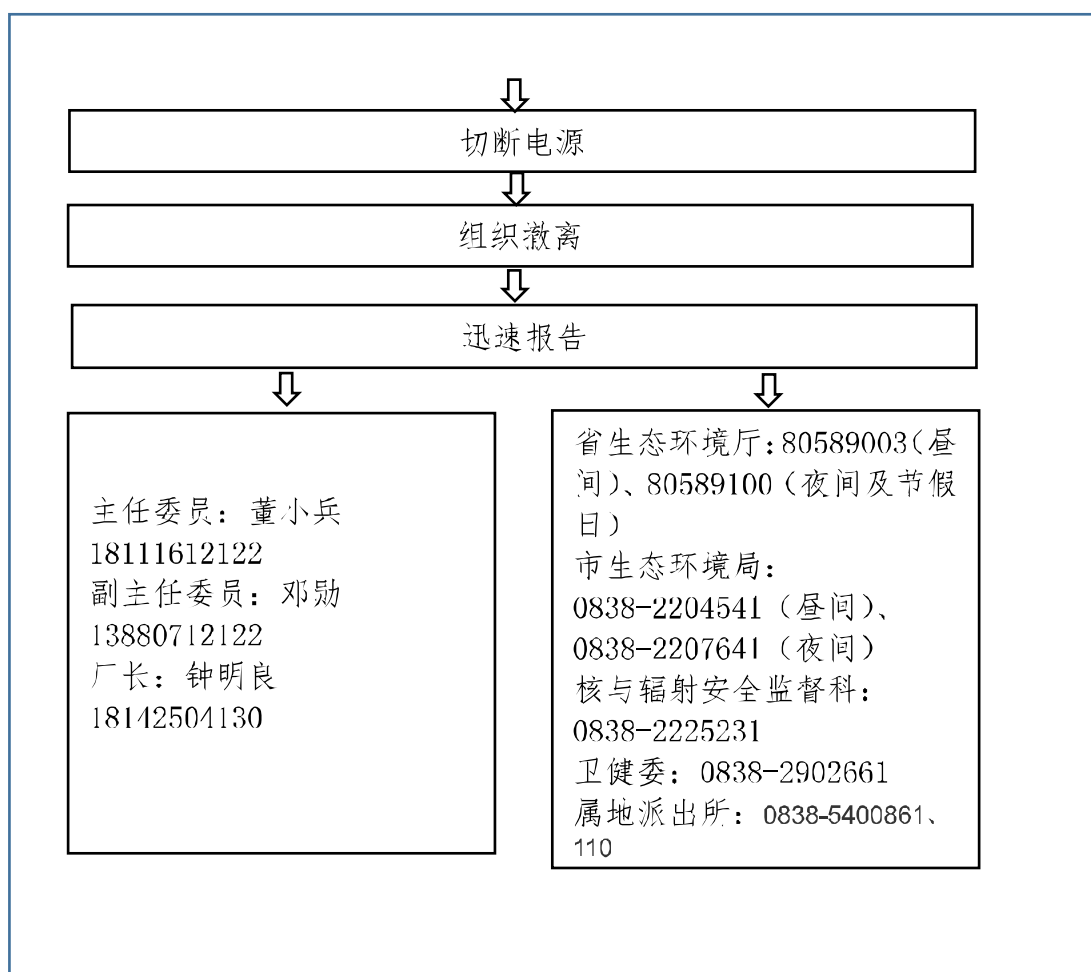 切断电源
组织撤离
迅速报告
主任委员：董小兵
18111612122
副主任委员：邓勋
13880712122
厂长：钟明良
18142504130
省生态环境厅：80589003（昼
间）、80589100（夜间及节假
日）
市生态环境局：
0838-2204541（昼间）、
0838-2207641（夜间）
核与辐射安全监督科：
0838-2225231
卫健委：0838-2902661
属地派出所：0838-5400861、
110